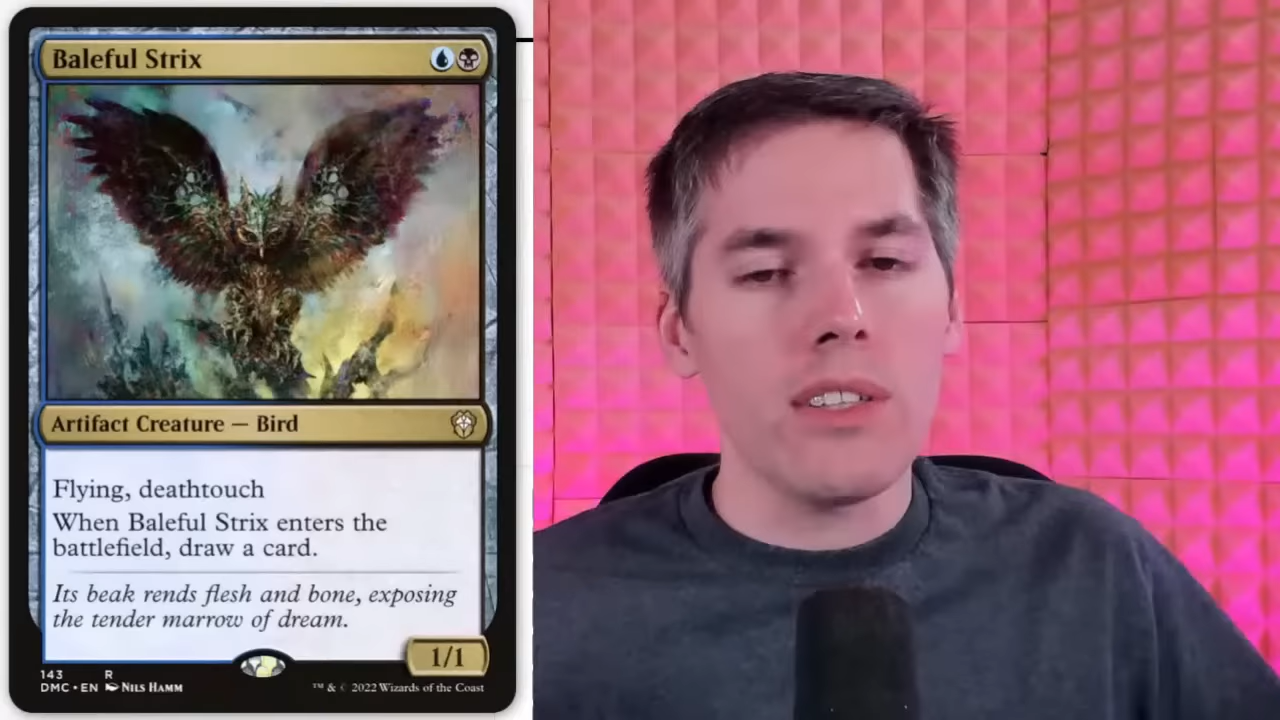 Baleful Strix
Artifact Creature — Bird
Flying, deathtouch
When Baleful Strix enters the
battlefield, draw a card.
Its beak rends flesh and bone, exposing
the tender marrow of dream.
1/1
143 R
DMC • EN Nils Hamm
™ & © 2022 Wizards of the Coast